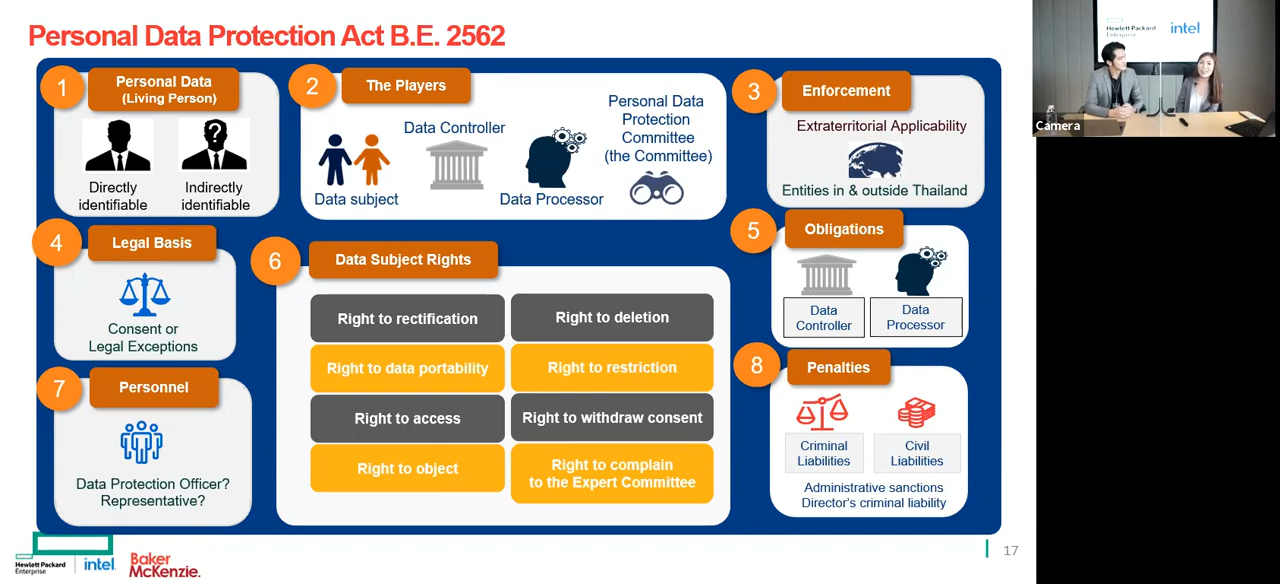 Personal Data Protection Act B.E. 2562
1
Personal Data
(Living Person)
Directly
identifiable
?
Indirectly
identifiable
2
The Players
Data subject
Data Controller
Data Processor
Personal Data
Protection
Committee
(the Committee)
3
Enforcement
Extraterritorial Applicability
Entities in & outside Thailand
4
Legal Basis
Consent or
Legal Exceptions
5
Obligations
Data
Controller
Data
Processor
6
Data Subject Rights
Right to rectification
Right to deletion
Right to data portability
Right to restriction
Right to access
Right to withdraw consent
Right to object
Right to complain
to the Expert Committee
7
Personnel
Data Protection Officer?
Representative?
8
Penalties
Criminal
Liabilities
Civil
Liabilities
Administrative sanctions
Director's criminal liability
Hewlett Packard
Enterprise
intel.
Baker
McKenzie.
17
Hewlett Packard
Enterprise
intel
Camera